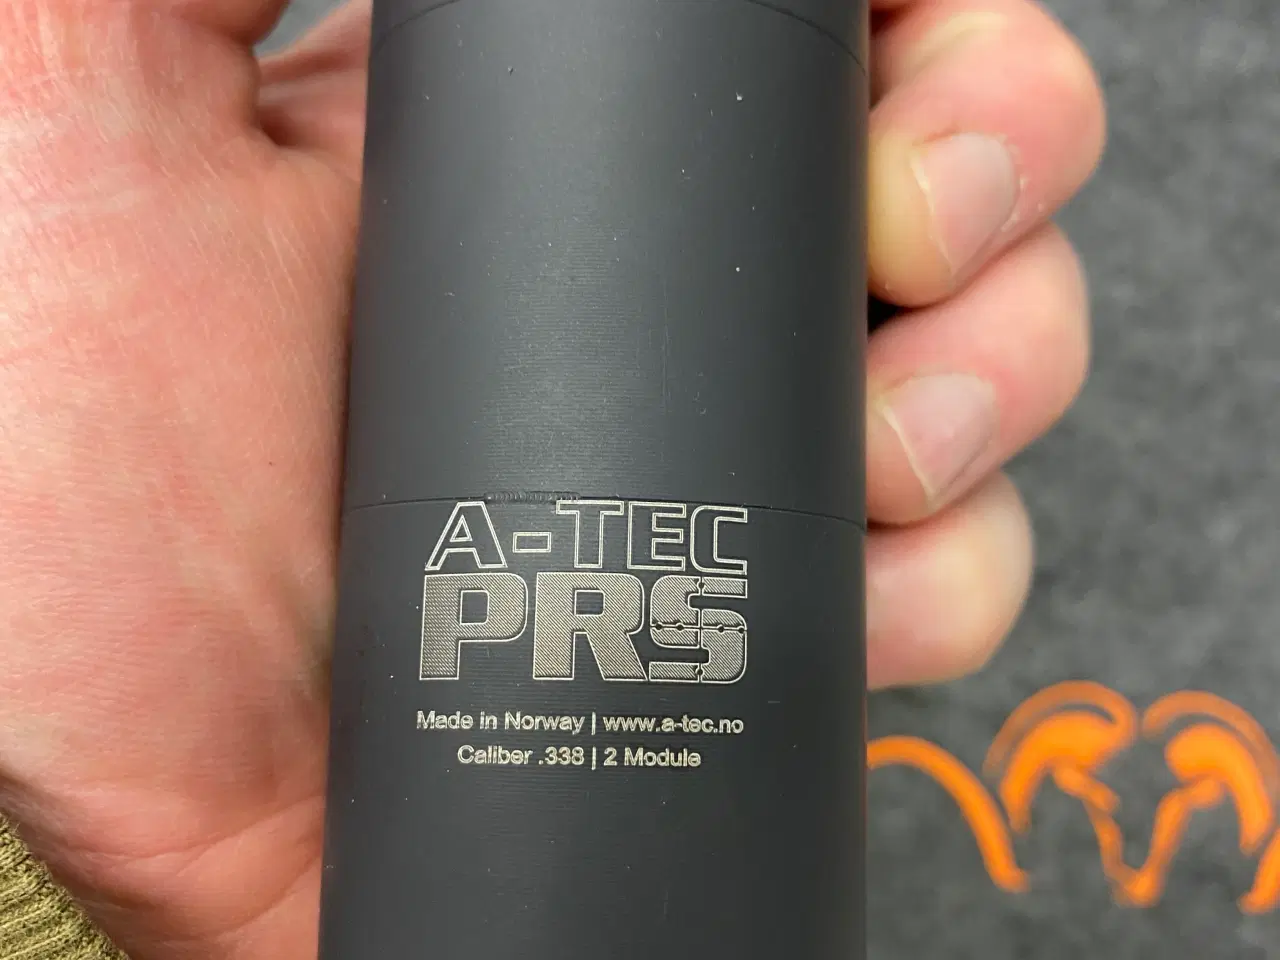 A-TEC
PRS
Made in Norway | www.a-tec.no
Caliber .338 | 2 Module